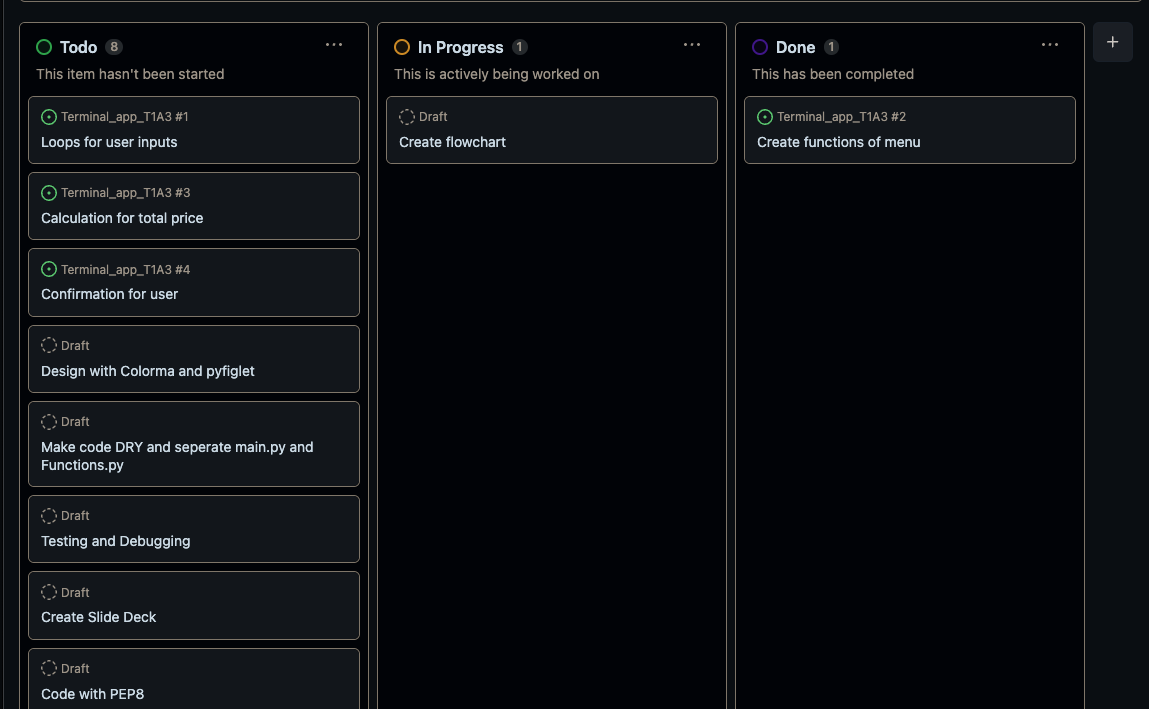 Todo 8
This item hasn't been started
Terminal_app_T1A3 #1
Loops for user inputs
Terminal_app_T1A3 #3
Calculation for total price
Terminal_app_T1A3 #4
Confirmation for user
Draft
Design with Colorma and pyfiglet
Draft
Make code DRY and seperate main.py and
Functions.py
Draft
Testing and Debugging
Draft
Create Slide Deck
Draft
Code with PEP8
In Progress 1
This is actively being worked on
Draft
Create flowchart
Done 1
This has been completed
Terminal_app_T1A3 #2
Create functions of menu